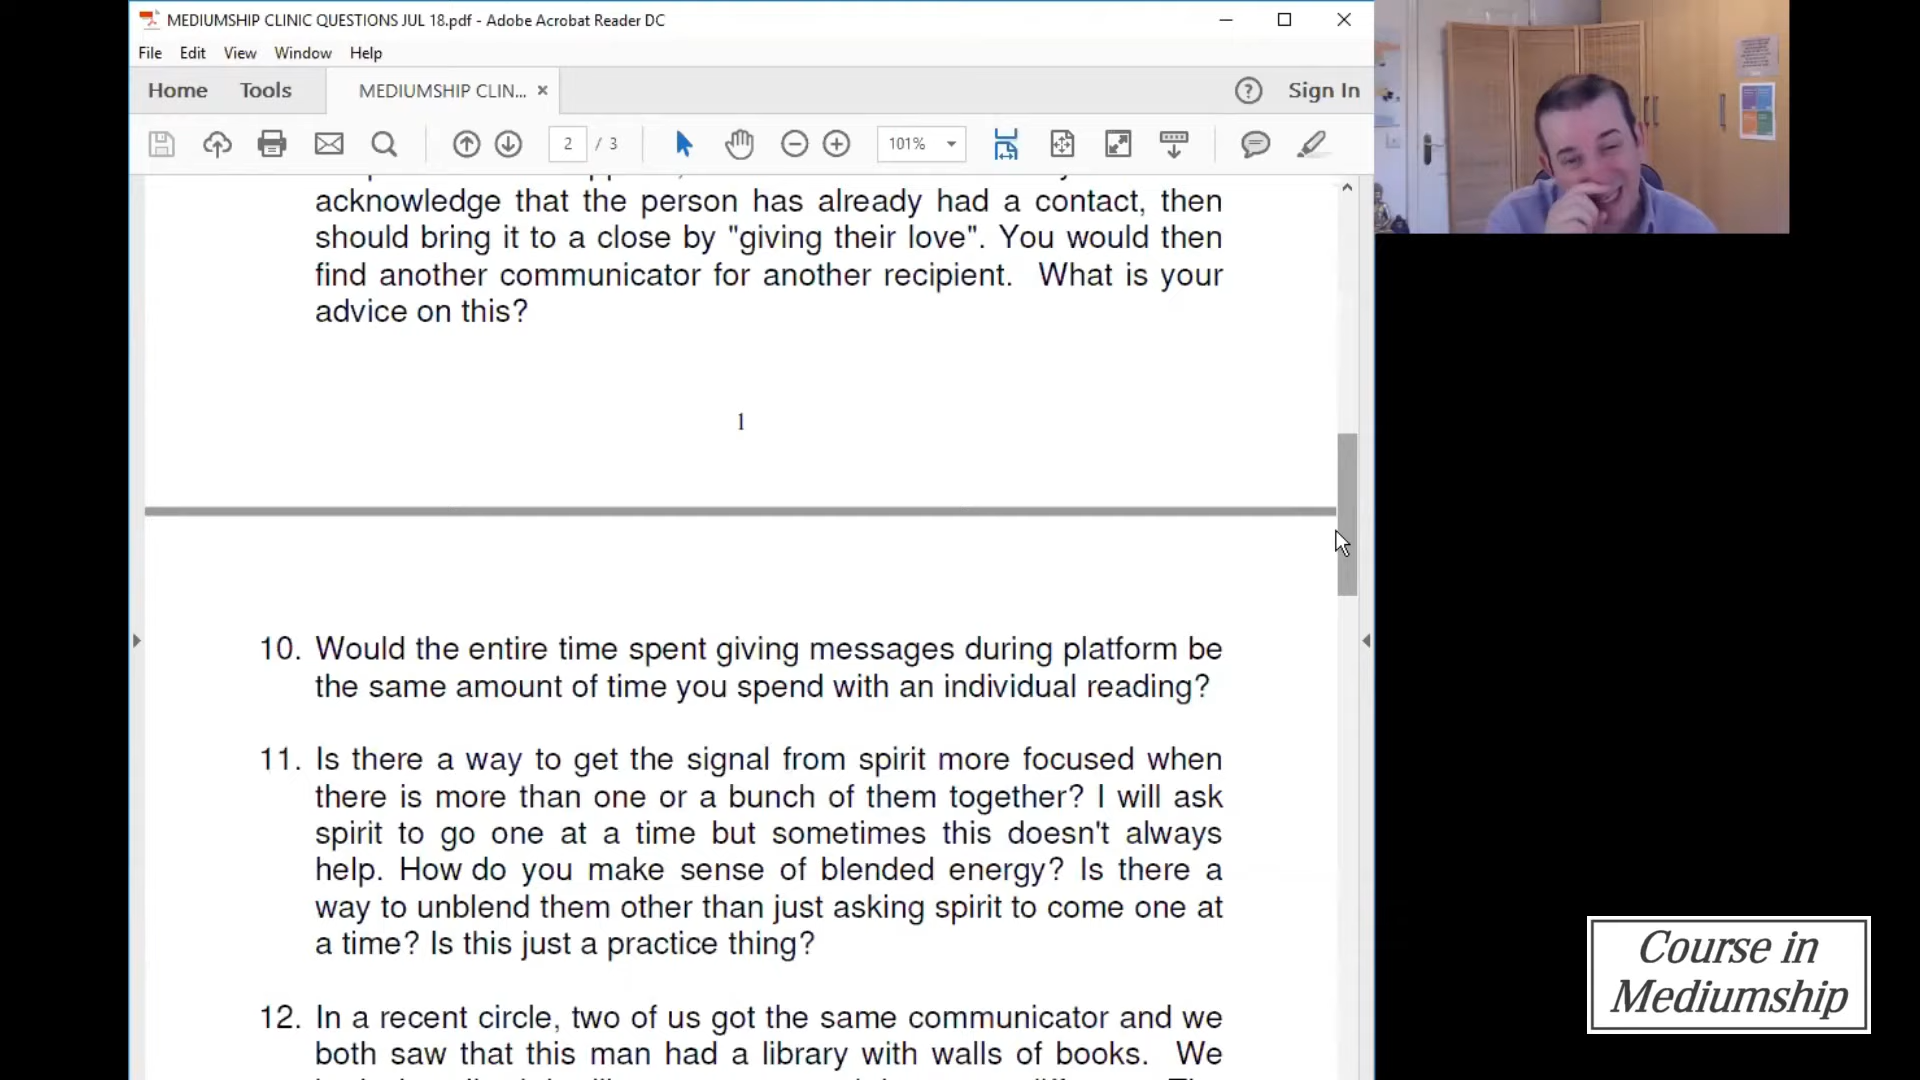 MEDIUMSHIP CLINIC QUESTIONS JUL 18.pdf - Adobe Acrobat Reader DC
File Edit View Window Help
Home Tools MEDIUMSHIP CLIN... × Sign In
2 / 3 101%
acknowledge that the person has already had a contact, then
should bring it to a close by "giving their love". You would then
find another communicator for another recipient. What is your
advice on this?
1
10. Would the entire time spent giving messages during platform be
the same amount of time you spend with an individual reading?
11. Is there a way to get the signal from spirit more focused when
there is more than one or a bunch of them together? I will ask
spirit to go one at a time but sometimes this doesn't always
help. How do you make sense of blended energy? Is there a
way to unblend them other than just asking spirit to come one at
a time? Is this just a practice thing?
12. In a recent circle, two of us got the same communicator and we
both saw that this man had a library with walls of books. We
Course in
Mediumship